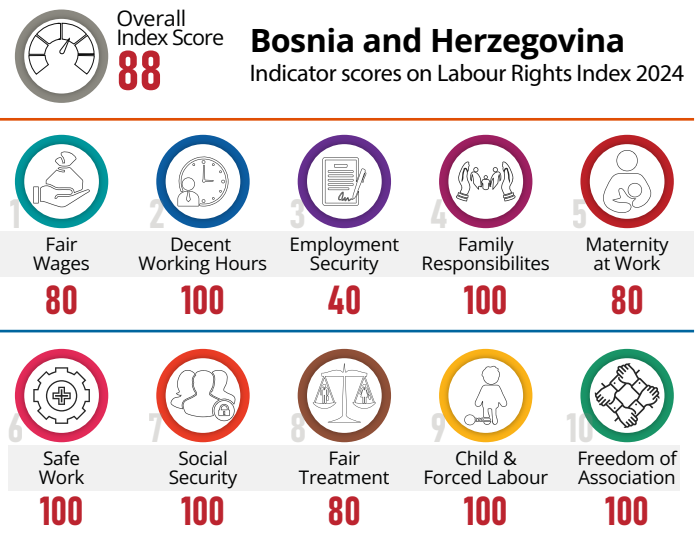 Overall
Index Score
88
Bosnia and Herzegovina
Indicator scores on Labour Rights Index 2024
1
Fair
Wages
80
2
Decent
Working Hours
100
3
Employment
Security
40
4
Family
Responsibilites
100
5
Maternity
at Work
80
6
Safe
Work
100
7
Social
Security
100
8
Fair
Treatment
80
9
Child &
Forced Labour
100
10
Freedom of
Association
100